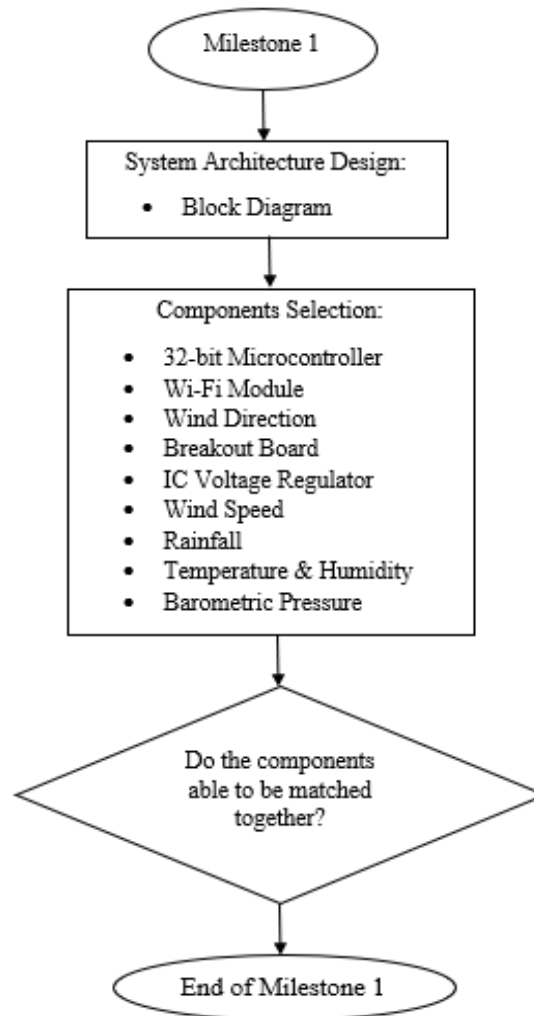 Milestone 1
System Architecture Design:
• Block Diagram
Components Selection:
• 32-bit Microcontroller
• Wi-Fi Module
• Wind Direction
• Breakout Board
• IC Voltage Regulator
• Wind Speed
• Rainfall
• Temperature & Humidity
• Barometric Pressure
Do the components
able to be matched
together?
End of Milestone 1